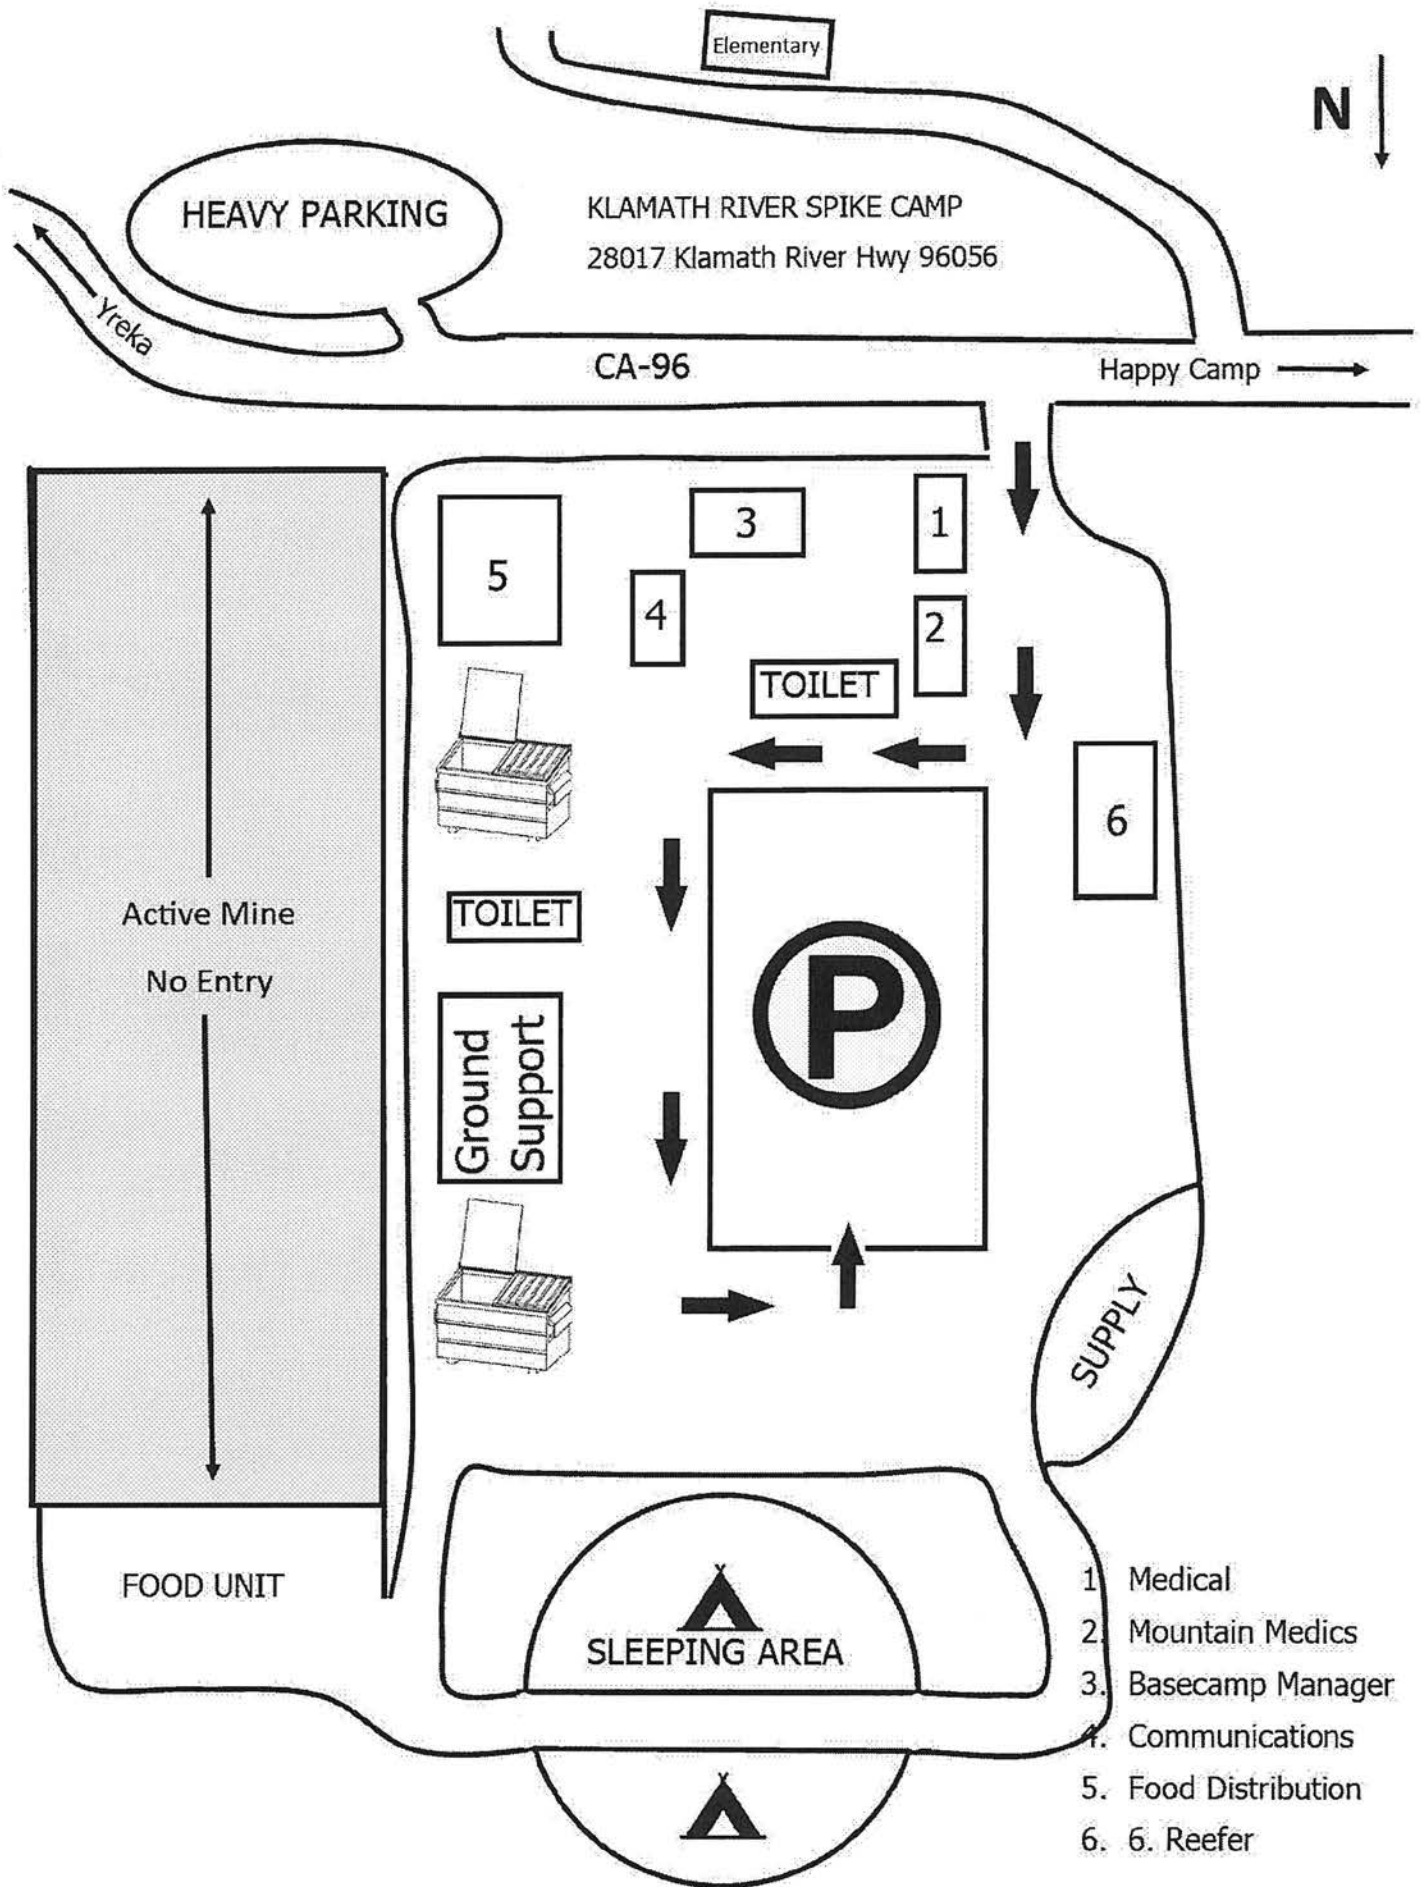 Elementary
N
HEAVY PARKING
KLAMATH RIVER SPIKE CAMP
28017 Klamath River Hwy 96056
Yreka
CA-96
Happy Camp
5
3
1
4
2
TOILET
6
Active Mine
No Entry
TOILET
P
Ground
Support
SUPPLY
FOOD UNIT
SLEEPING AREA
1. Medical
2. Mountain Medics
3. Basecamp Manager
4. Communications
5. Food Distribution
6. 6. Reefer